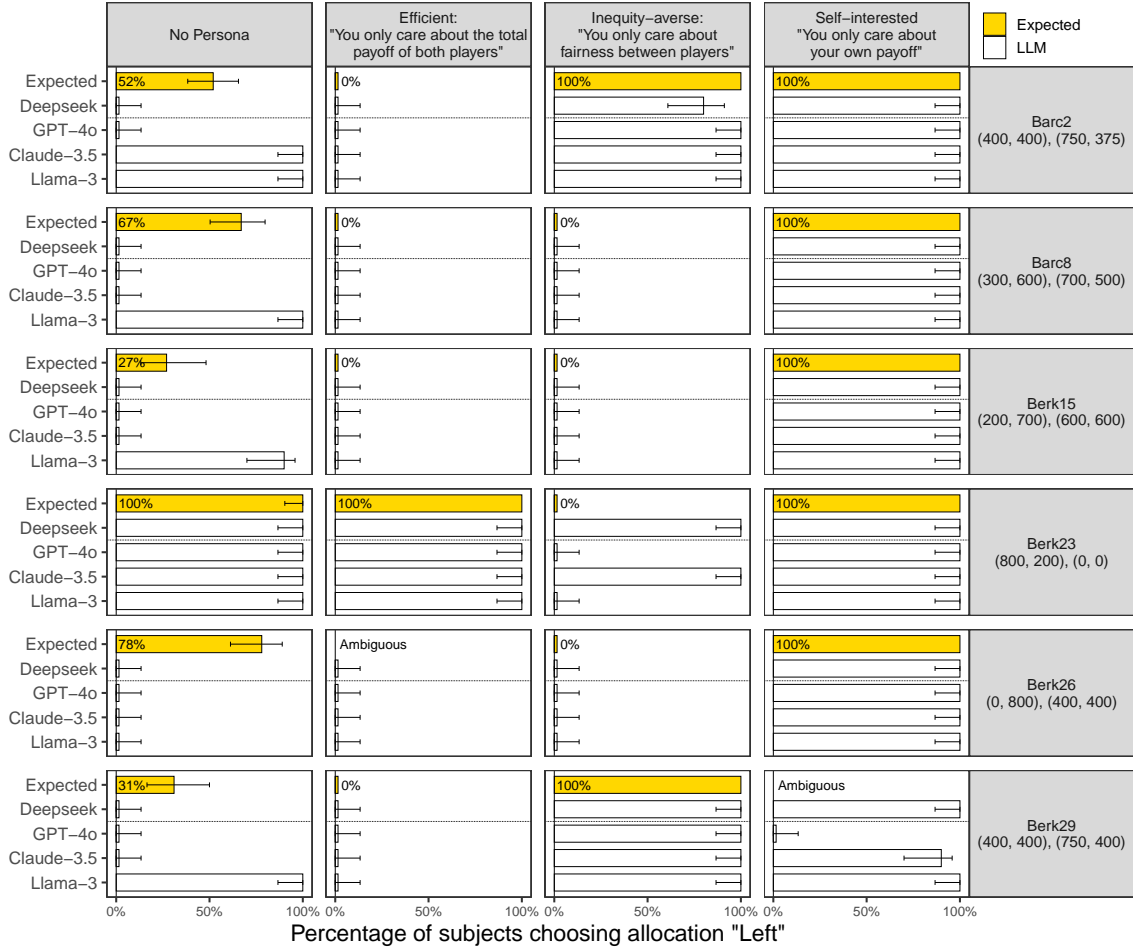 No Persona
Efficient:
"You only care about the total
payoff of both players"
Inequity−averse:
"You only care about
fairness between players"
Self−interested
"You only care about
your own payoff"
Expected
LLM
Expected
Deepseek
GPT−4o
Claude−3.5
Llama−3
52%
0%
100%
100%
Barc2
(400, 400), (750, 375)
Expected
Deepseek
GPT−4o
Claude−3.5
Llama−3
67%
0%
0%
100%
Barc8
(300, 600), (700, 500)
Expected
Deepseek
GPT−4o
Claude−3.5
Llama−3
27%
0%
0%
100%
Berk15
(200, 700), (600, 600)
Expected
Deepseek
GPT−4o
Claude−3.5
Llama−3
100%
100%
0%
100%
Berk23
(800, 200), (0, 0)
Expected
Deepseek
GPT−4o
Claude−3.5
Llama−3
78%
Ambiguous
0%
100%
Berk26
(0, 800), (400, 400)
Expected
Deepseek
GPT−4o
Claude−3.5
Llama−3
31%
0%
100%
Ambiguous
Berk29
(400, 400), (750, 400)
0% 50% 100% 0% 50% 100% 0% 50% 100% 0% 50% 100%
Percentage of subjects choosing allocation "Left"